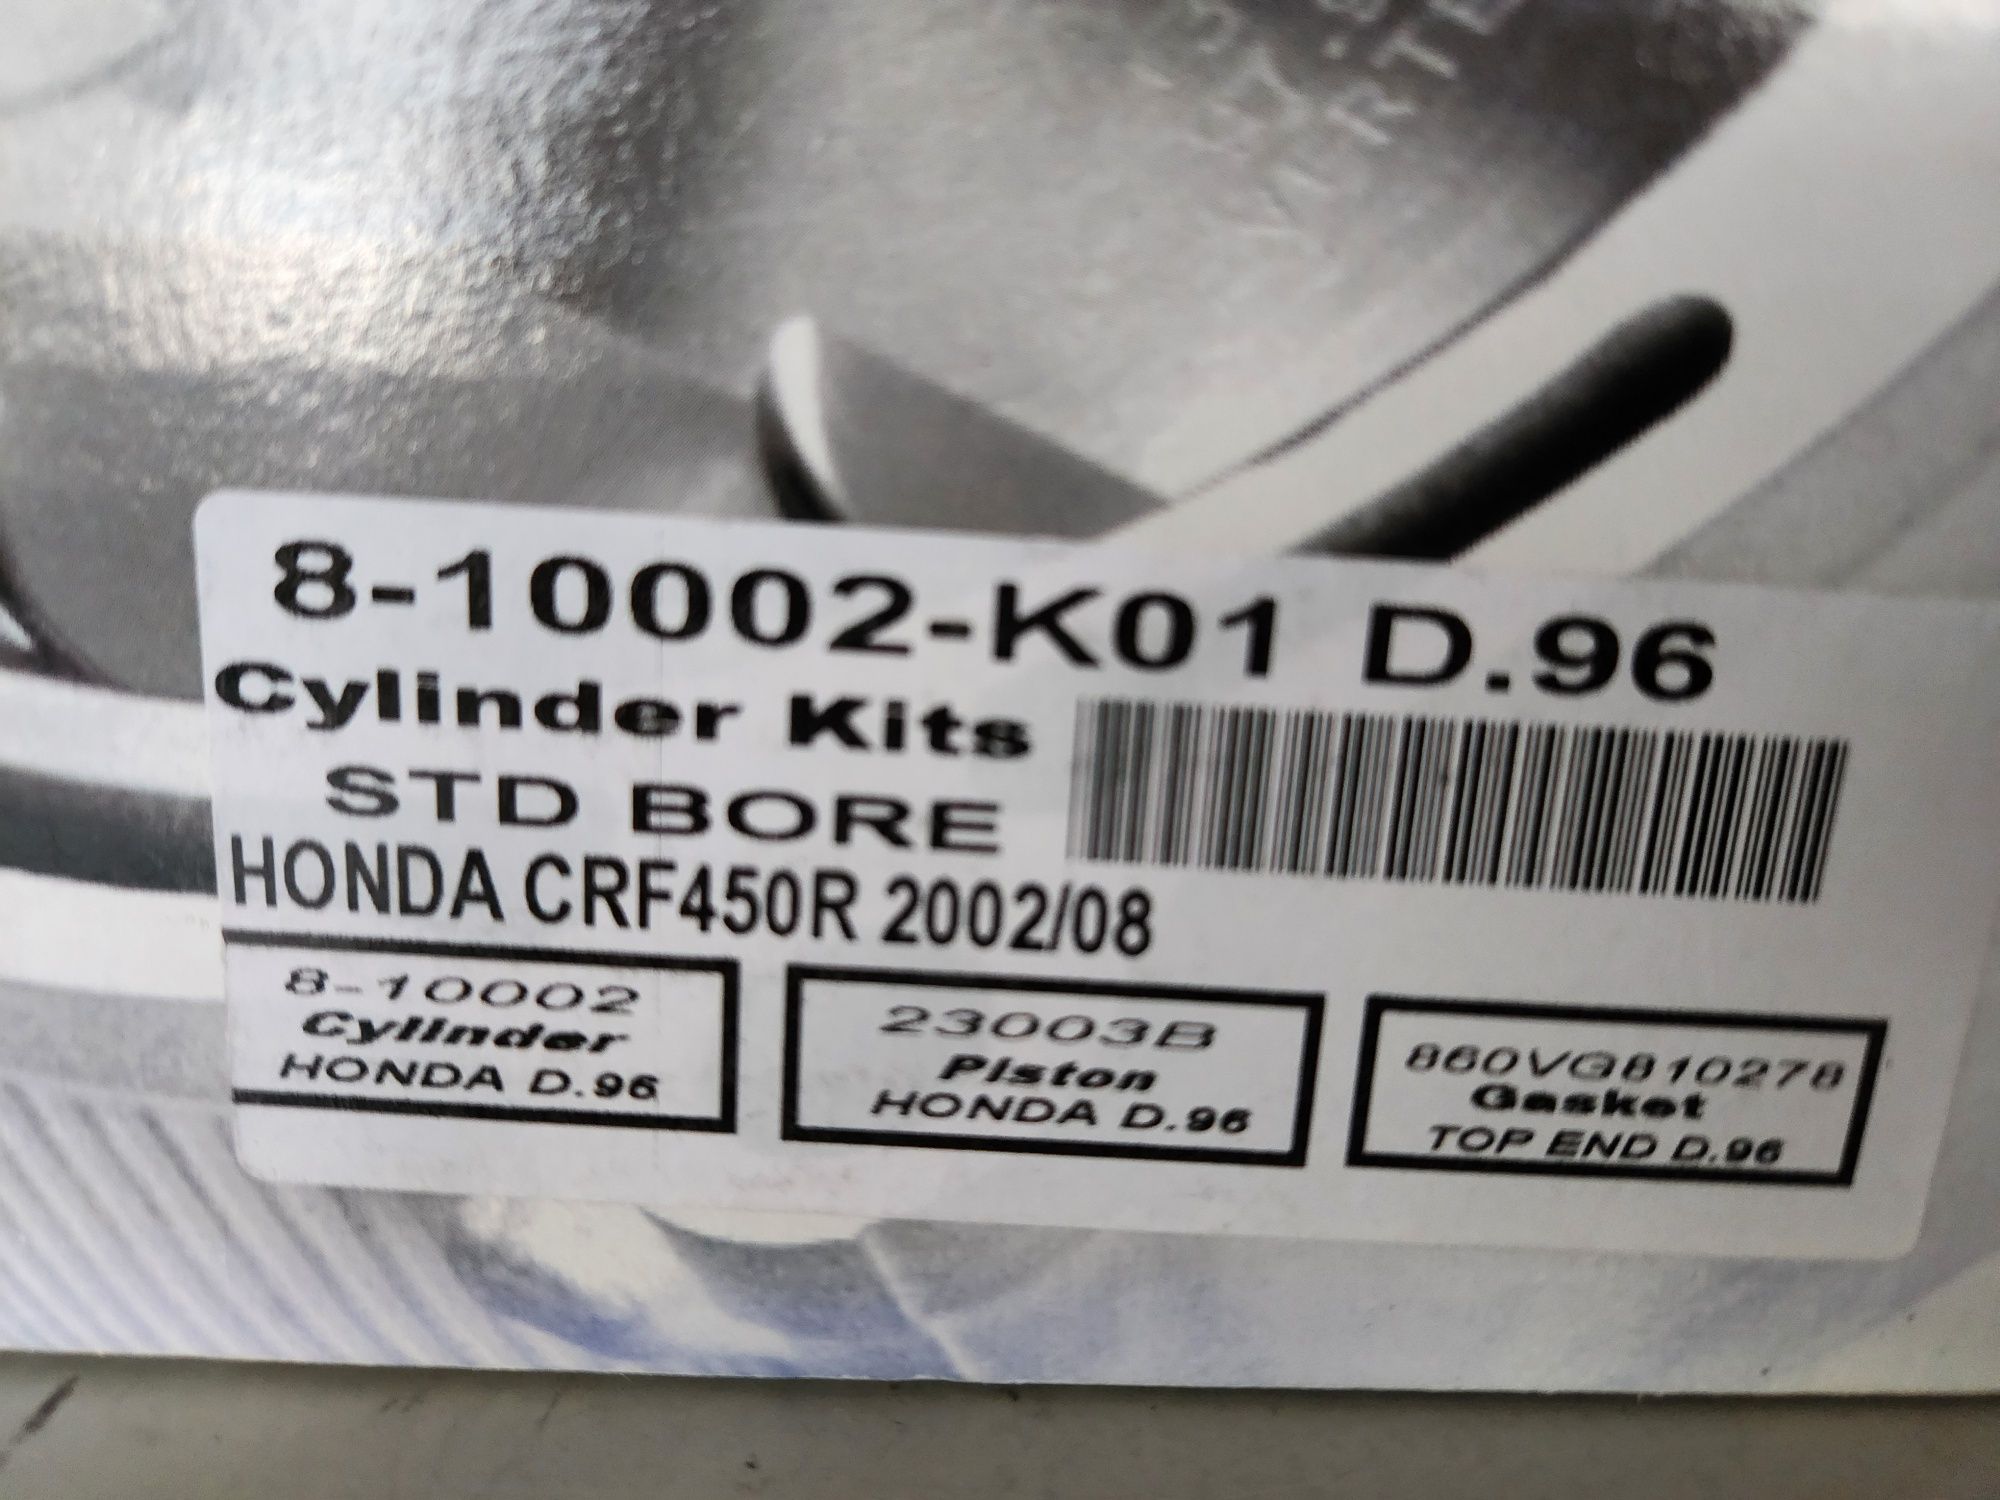 8-10002-K01 D.96
Cylinder Kits
STD BORE
HONDA CRF450R 2002/08
8-10002
Cylinder
HONDA D.96
23003B
Piston
HONDA D.96
860VG810278
Gasket
TOP END D.96